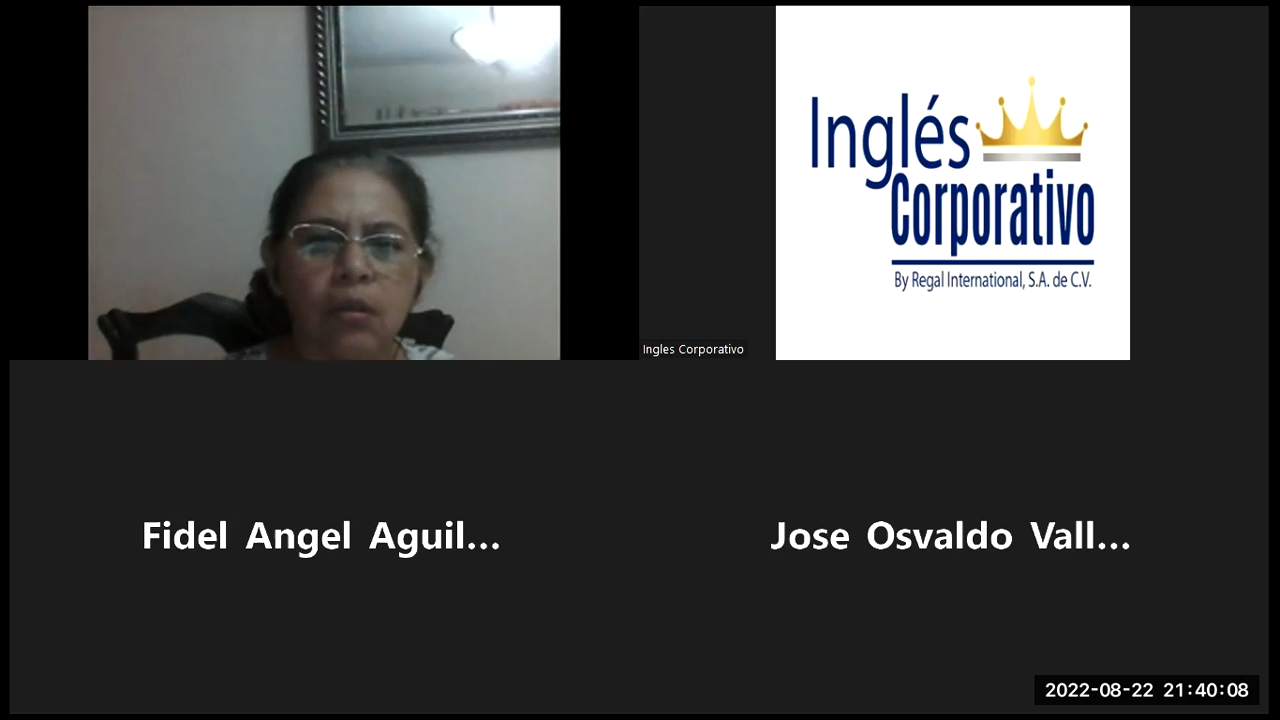 Inglés
Corporativo
By Regal International, S.A. de C.V.
Ingles Corporativo
Fidel Angel Aguil...
Jose Osvaldo Vall...
2022-08-22 21:40:08